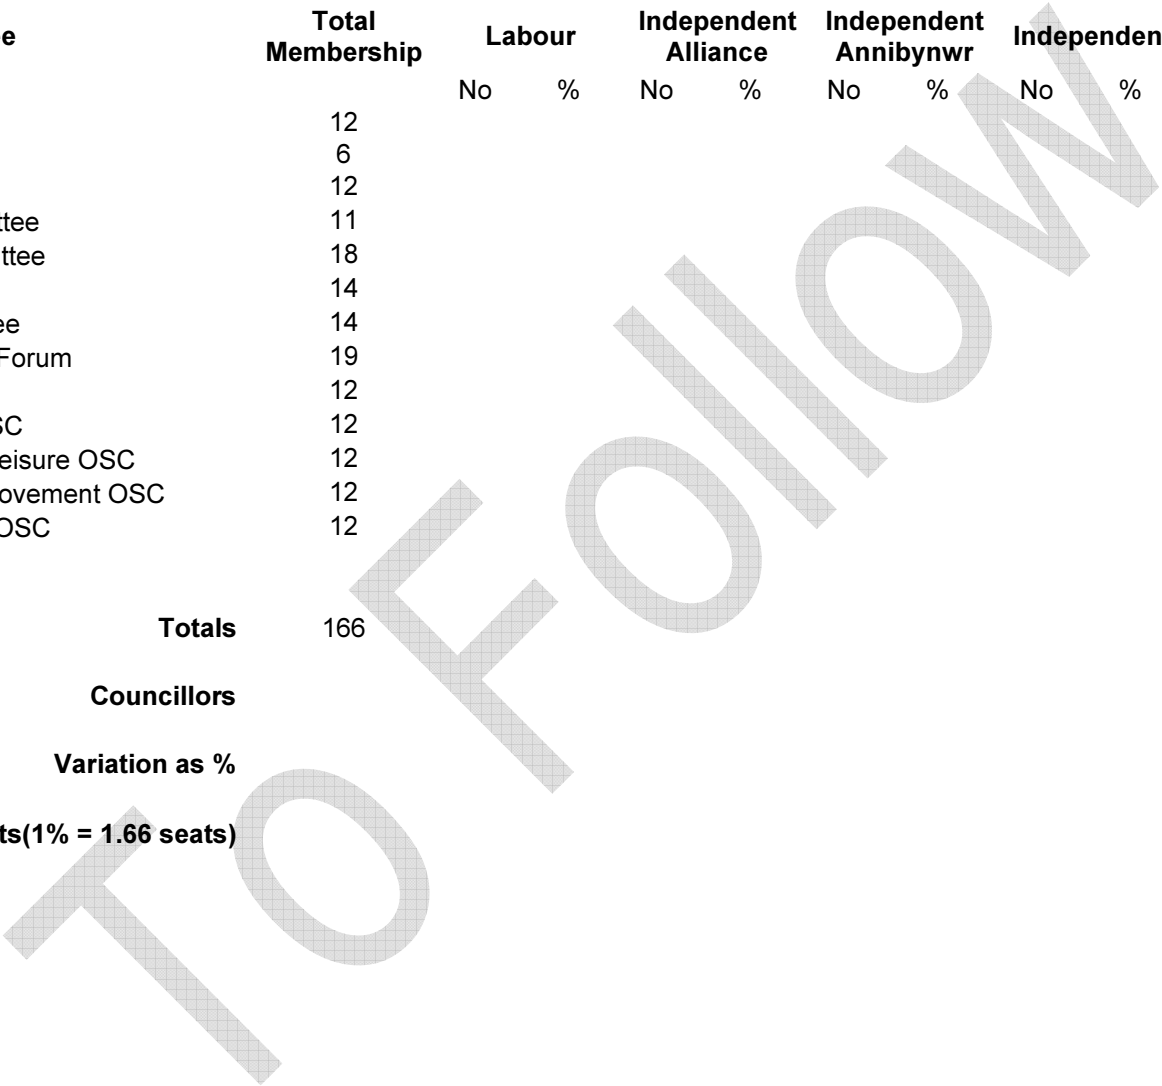 ee Total Membership Labour Independent Alliance Independent Annibynwr Independen
No % No % No % No %
12
6
12
ttee 11
ittee 18
14
ee 14
Forum 19
12
SC 12
eisure OSC 12
ovement OSC 12
OSC 12
Totals 166
Councillors
Variation as %
ts(1% = 1.66 seats)
To Follow